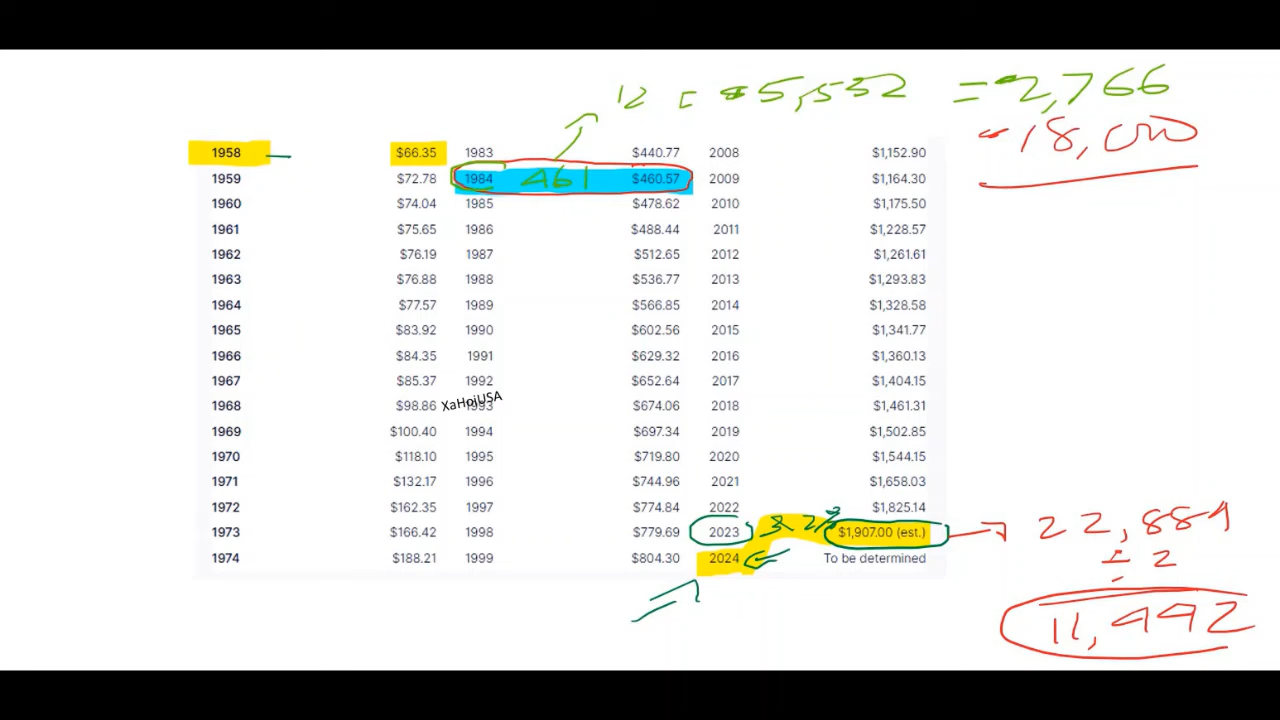 12 = $5,532 = 2,766
- 18,000
1958 $66.35 1983 $440.77 2008 $1,152.90
1959 $72.78 1984 461 $460.57 2009 $1,164.30
1960 $74.04 1985 $478.62 2010 $1,175.50
1961 $75.65 1986 $488.44 2011 $1,228.57
1962 $76.19 1987 $512.65 2012 $1,261.61
1963 $76.88 1988 $536.77 2013 $1,293.83
1964 $77.57 1989 $566.85 2014 $1,328.58
1965 $83.92 1990 $602.56 2015 $1,341.77
1966 $84.35 1991 $629.32 2016 $1,360.13
1967 $85.37 1992 $652.64 2017 $1,404.15
1968 $98.86 XaHoiUSA 1993 $674.06 2018 $1,461.31
1969 $100.40 1994 $697.34 2019 $1,502.85
1970 $118.10 1995 $719.80 2020 $1,544.15
1971 $132.17 1996 $744.96 2021 $1,658.03
1972 $162.35 1997 $774.84 2022 $1,825.14
1973 $166.42 1998 $779.69 2023 $1,907.00 (est.) 22,884
÷ 2
1974 $188.21 1999 $804.30 2024 To be determined
= ?
11,442